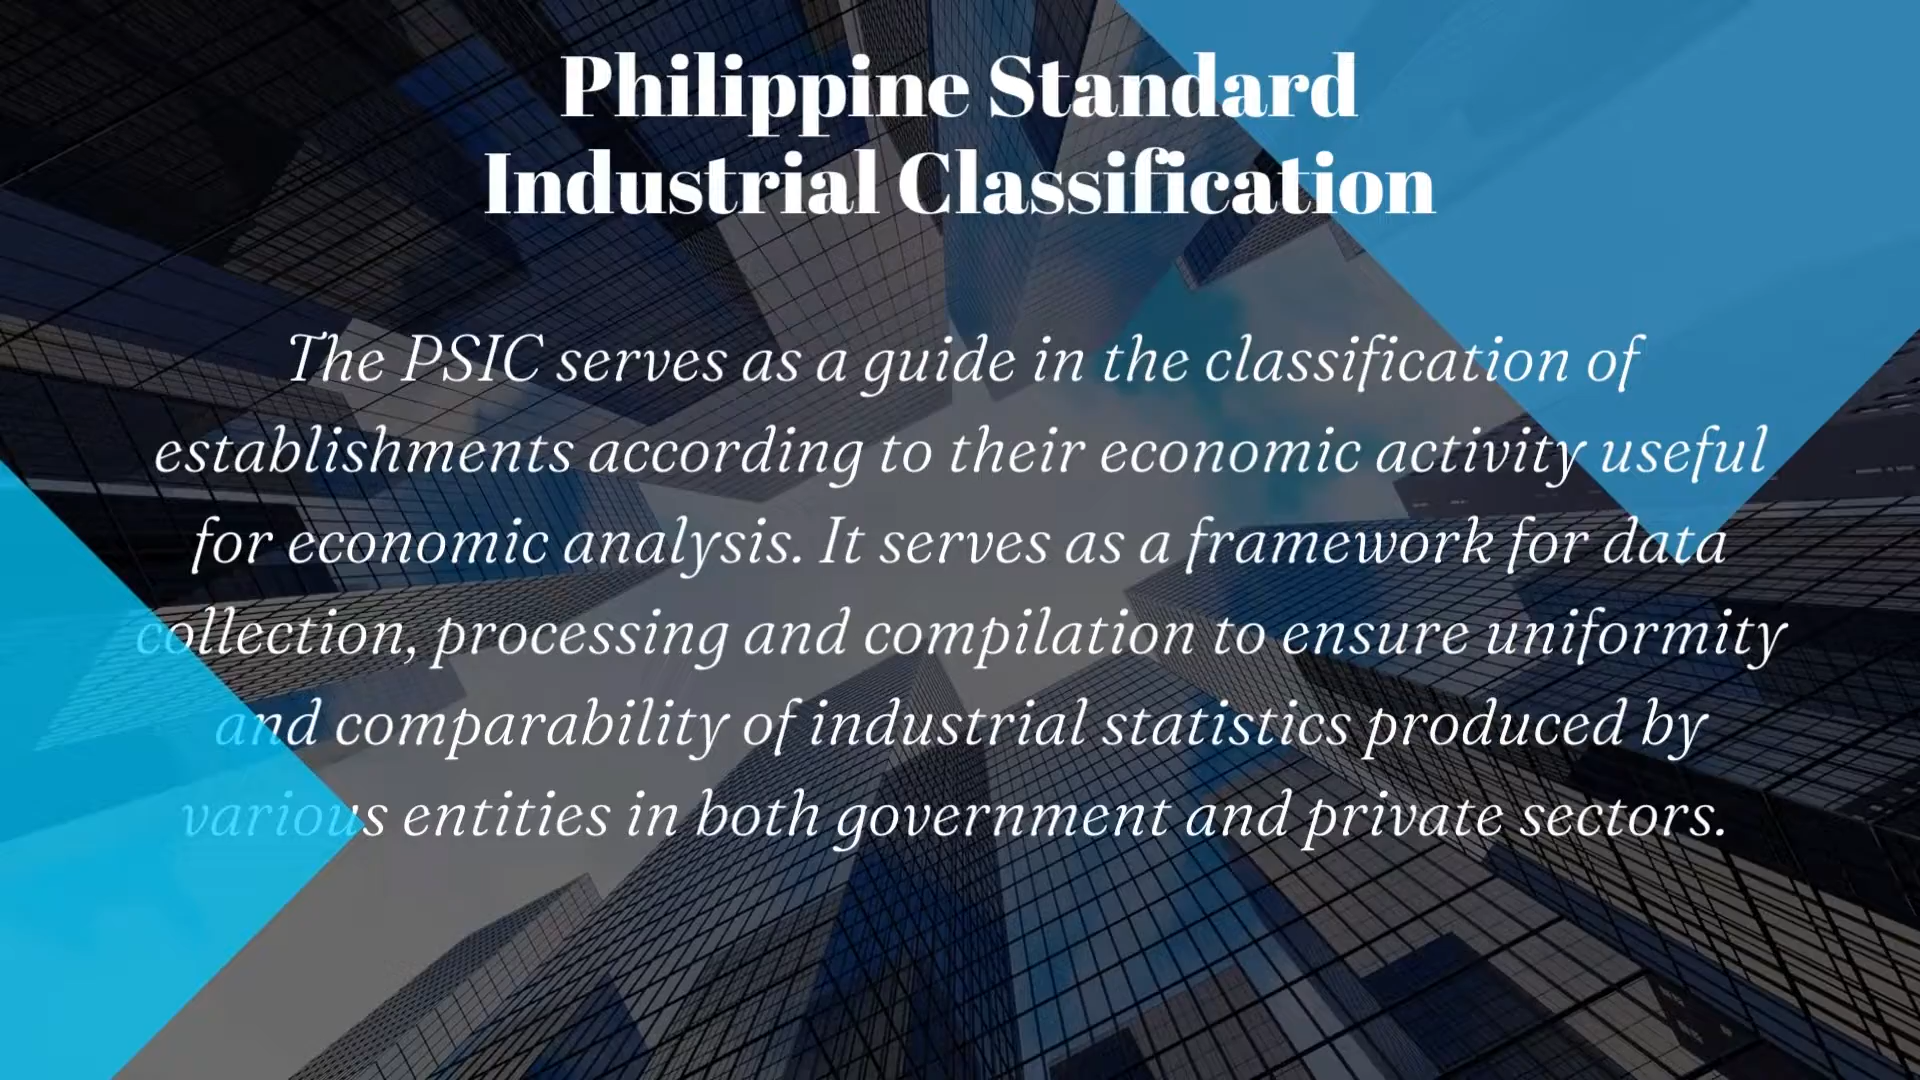 Philippine Standard
Industrial Classification
The PSIC serves as a guide in the classification of
establishments according to their economic activity useful
for economic analysis. It serves as a framework for data
collection, processing and compilation to ensure uniformity
and comparability of industrial statistics produced by
various entities in both government and private sectors.